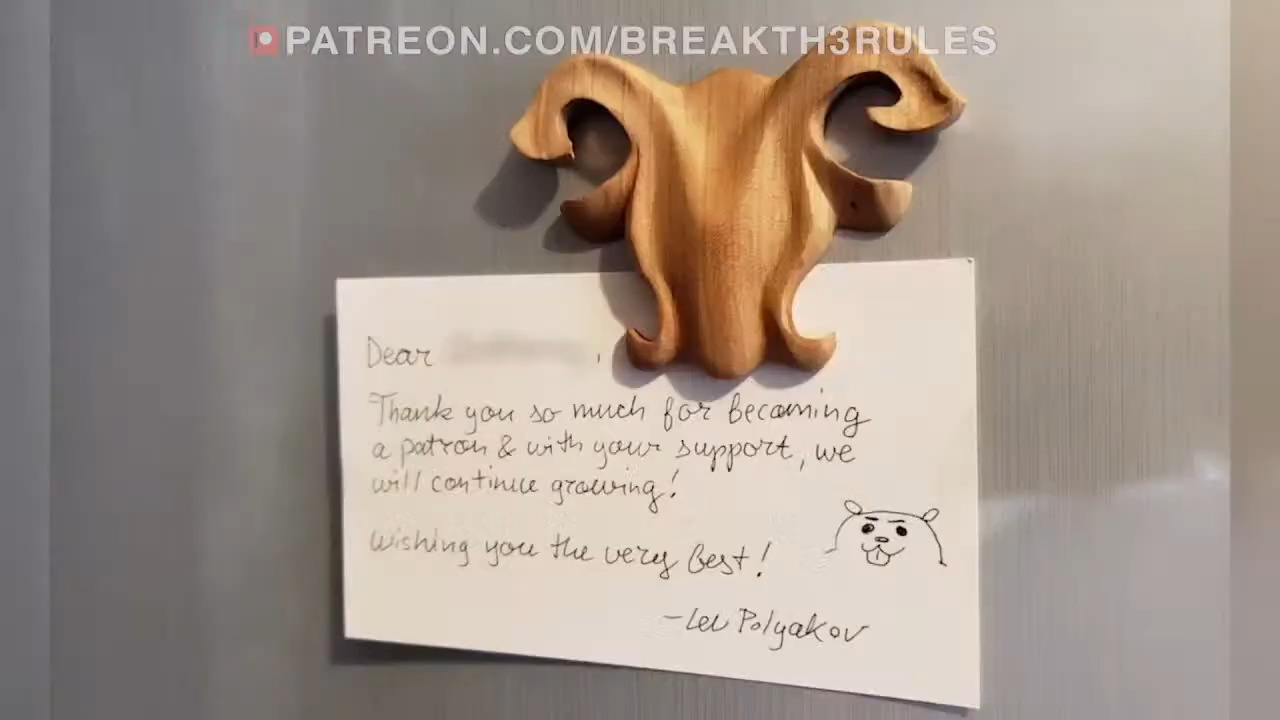 PATREON.COM/BREAKTH3RULES
Dear ,
Thank you so much for becoming
a patron & with your support, we
will continue growing!
Wishing you the very best!
-Lev Polyakov